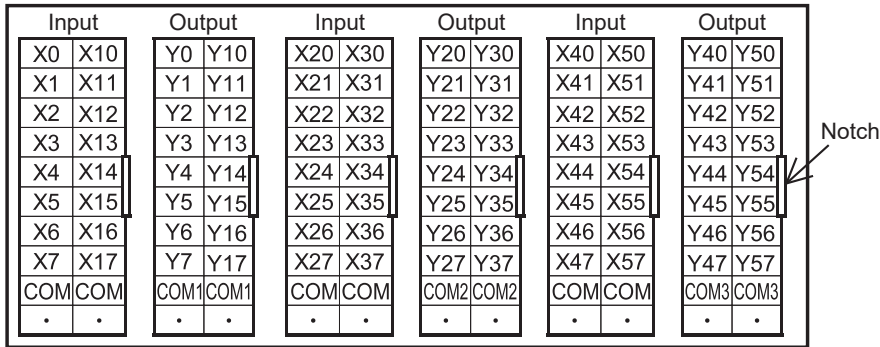 Input Output Input Output Input Output
X0 X10 Y0 Y10 X20 X30 Y20 Y30 X40 X50 Y40 Y50
X1 X11 Y1 Y11 X21 X31 Y21 Y31 X41 X51 Y41 Y51
X2 X12 Y2 Y12 X22 X32 Y22 Y32 X42 X52 Y42 Y52
X3 X13 Y3 Y13 X23 X33 Y23 Y33 X43 X53 Y43 Y53
Notch
X4 X14 Y4 Y14 X24 X34 Y24 Y34 X44 X54 Y44 Y54
X5 X15 Y5 Y15 X25 X35 Y25 Y35 X45 X55 Y45 Y55
X6 X16 Y6 Y16 X26 X36 Y26 Y36 X46 X56 Y46 Y56
X7 X17 Y7 Y17 X27 X37 Y27 Y37 X47 X57 Y47 Y57
COM COM COM1 COM1 COM COM COM2 COM2 COM COM COM3 COM3
· · · · · · · · · · · ·